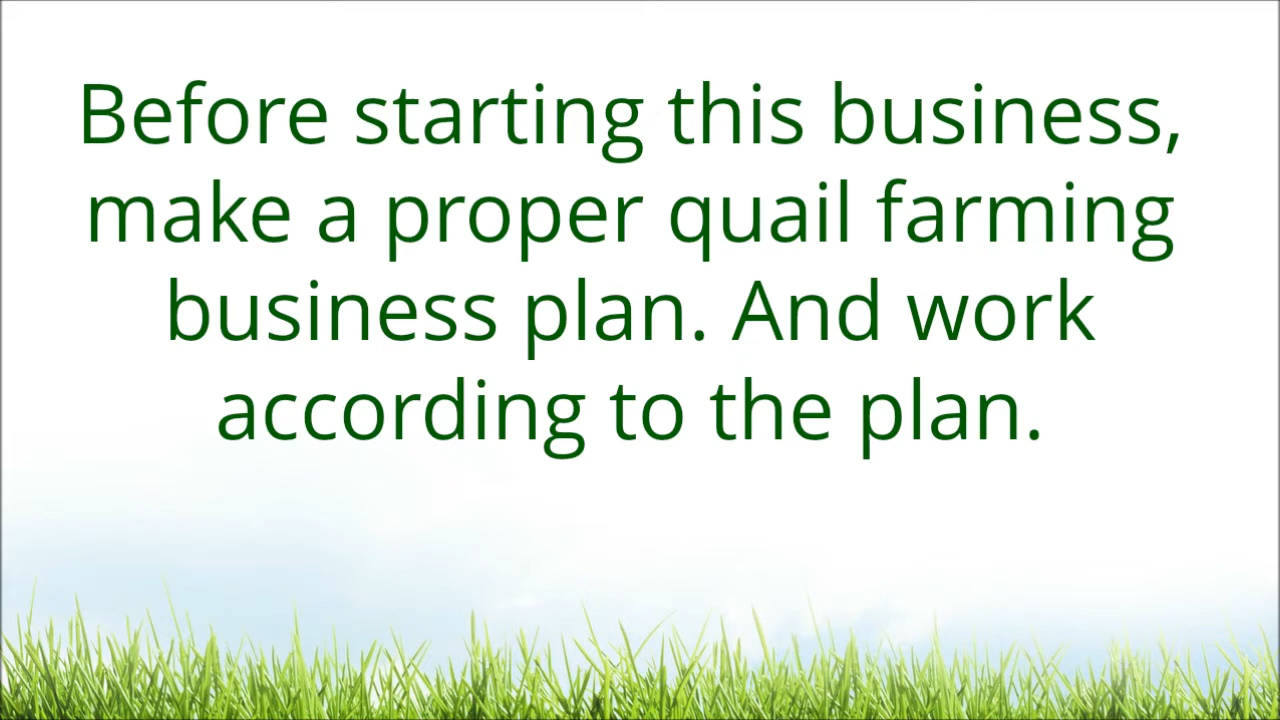 Before starting this business,
make a proper quail farming
business plan. And work
according to the plan.